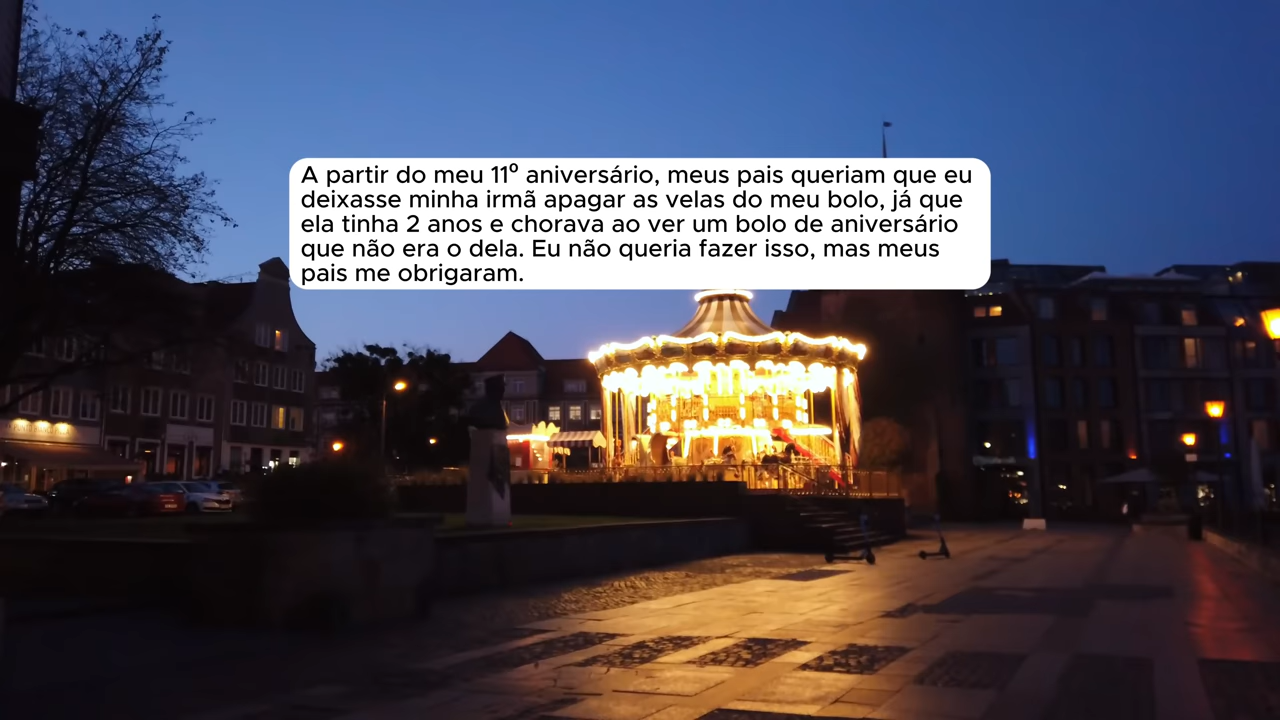 A partir do meu 11º aniversário, meus pais queriam que eu
deixasse minha irmã apagar as velas do meu bolo, já que
ela tinha 2 anos e chorava ao ver um bolo de aniversário
que não era o dela. Eu não queria fazer isso, mas meus
pais me obrigaram.